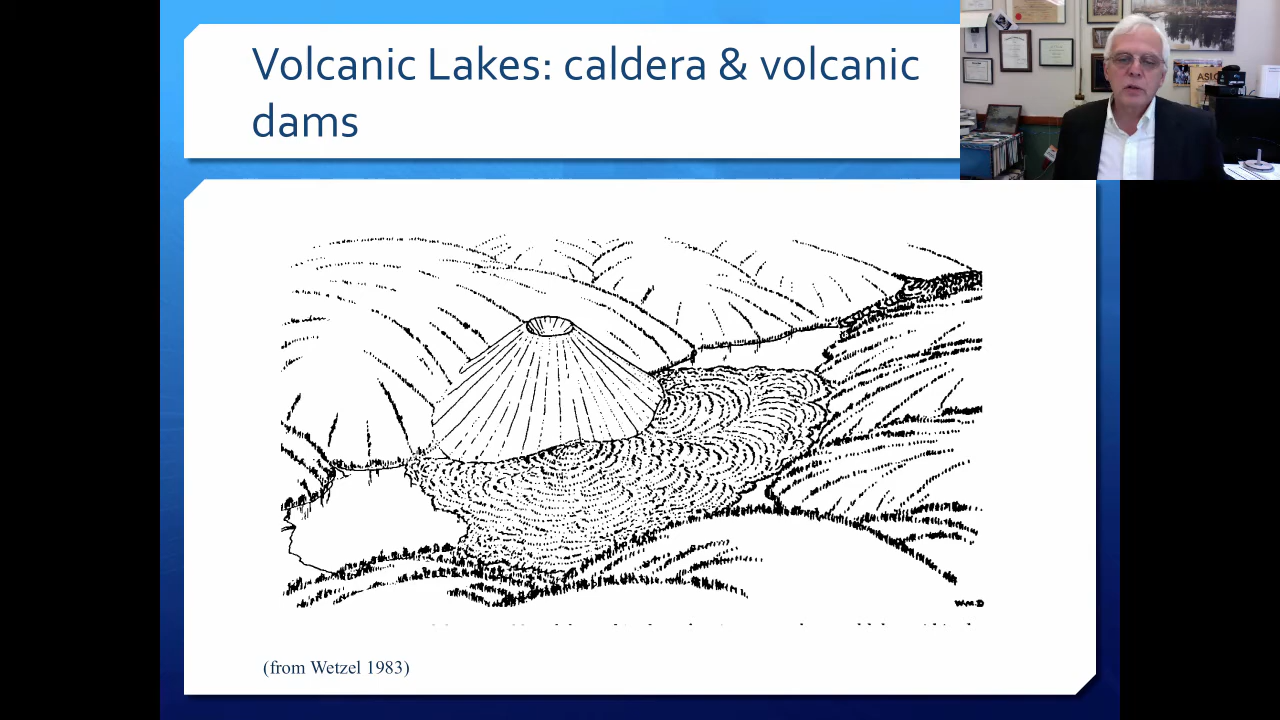 Volcanic Lakes: caldera & volcanic
dams
W.M.D
(from Wetzel 1983)